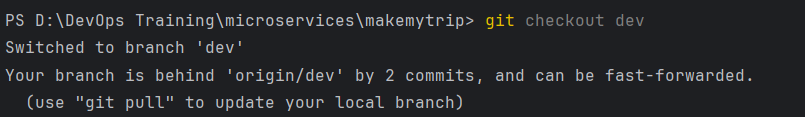 PS D:\DevOps Training\microservices\makemytrip> git checkout dev
Switched to branch 'dev'
Your branch is behind 'origin/dev' by 2 commits, and can be fast-forwarded.
  (use "git pull" to update your local branch)